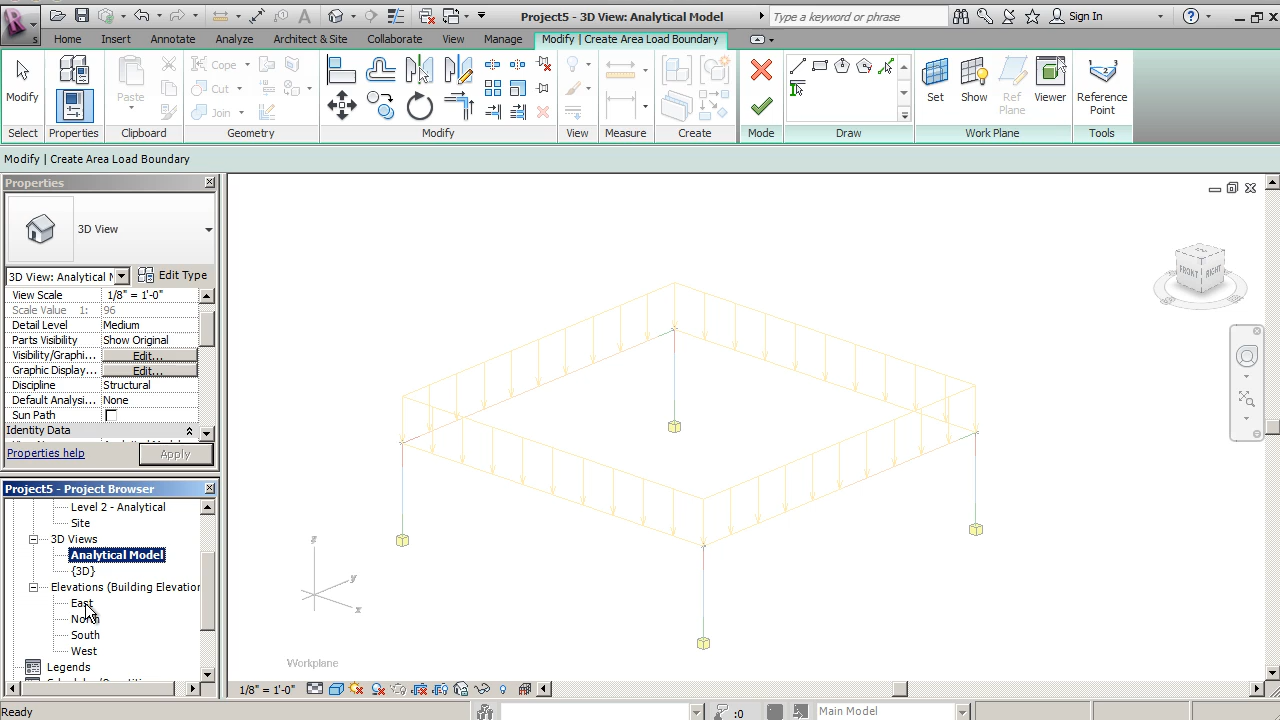 Project5 - 3D View: Analytical Model
Type a keyword or phrase
Sign In
Home Insert Annotate Analyze Architect & Site Collaborate View Manage Modify | Create Area Load Boundary
Modify
Paste
Cope
Cut
Join
Set
Show
Ref
Plane
Viewer
Reference
Point
Select Properties Clipboard Geometry Modify View Measure Create Mode Draw Work Plane Tools
Modify | Create Area Load Boundary
Properties
3D View
3D View: Analytical M
Edit Type
View Scale 1/8" = 1'-0"
Scale Value 1: 96
Detail Level Medium
Parts Visibility Show Original
Visibility/Graphi... Edit...
Graphic Display... Edit...
Discipline Structural
Default Analysi... None
Sun Path
Identity Data
Properties help
Apply
Project5 - Project Browser
Level 2 - Analytical
Site
3D Views
Analytical Model
{3D}
Elevations (Building Elevation
East
North
South
West
Legends
FRONT
RIGHT
z
y
x
Workplane
1/8" = 1'-0"
Ready
:0
Main Model